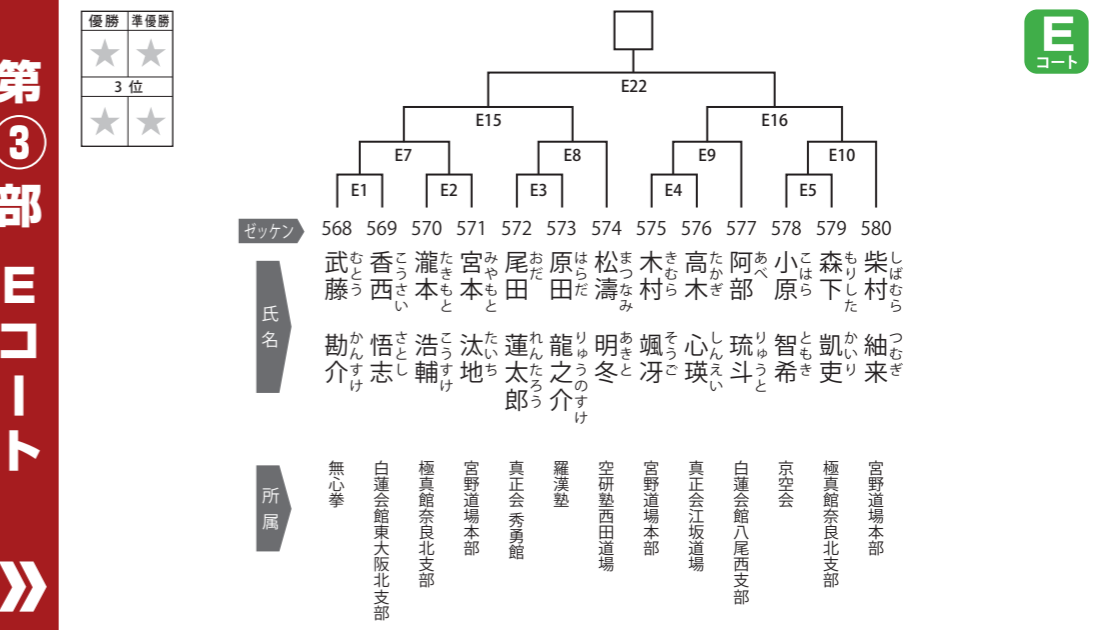 第③部 Eコート
優勝 準優勝
3位
E
コート
E22
E15 E16
E7 E8 E9 E10
E1 E2 E3 E4 E5
ゼッケン 568 569 570 571 572 573 574 575 576 577 578 579 580
氏名
武藤 勘介 むとう かんすけ
香西 悟志 こうさい さとし
瀧本 浩輔 たきもと こうすけ
宮本 汰地 みやもと たいち
尾田 蓮太郎 おだ れんたろう
原田 龍之介 はらだ りゅうのすけ
松濤 明冬 まつなみ あきと
木村 颯冴 きむら そうご
高木 心瑛 たかぎ しんえい
阿部 琉斗 あべ りゅうと
小原 智希 こはら ともき
森下 凱吏 もりした かいり
柴村 紬来 しばむら つむぎ
所属
無心拳
白蓮会館東大阪北支部
極真館奈良北支部
宮野道場本部
真正会 秀勇館
羅漢塾
空研塾西田道場
宮野道場本部
真正会江坂道場
白蓮会館八尾西支部
京空会
極真館奈良北支部
宮野道場本部